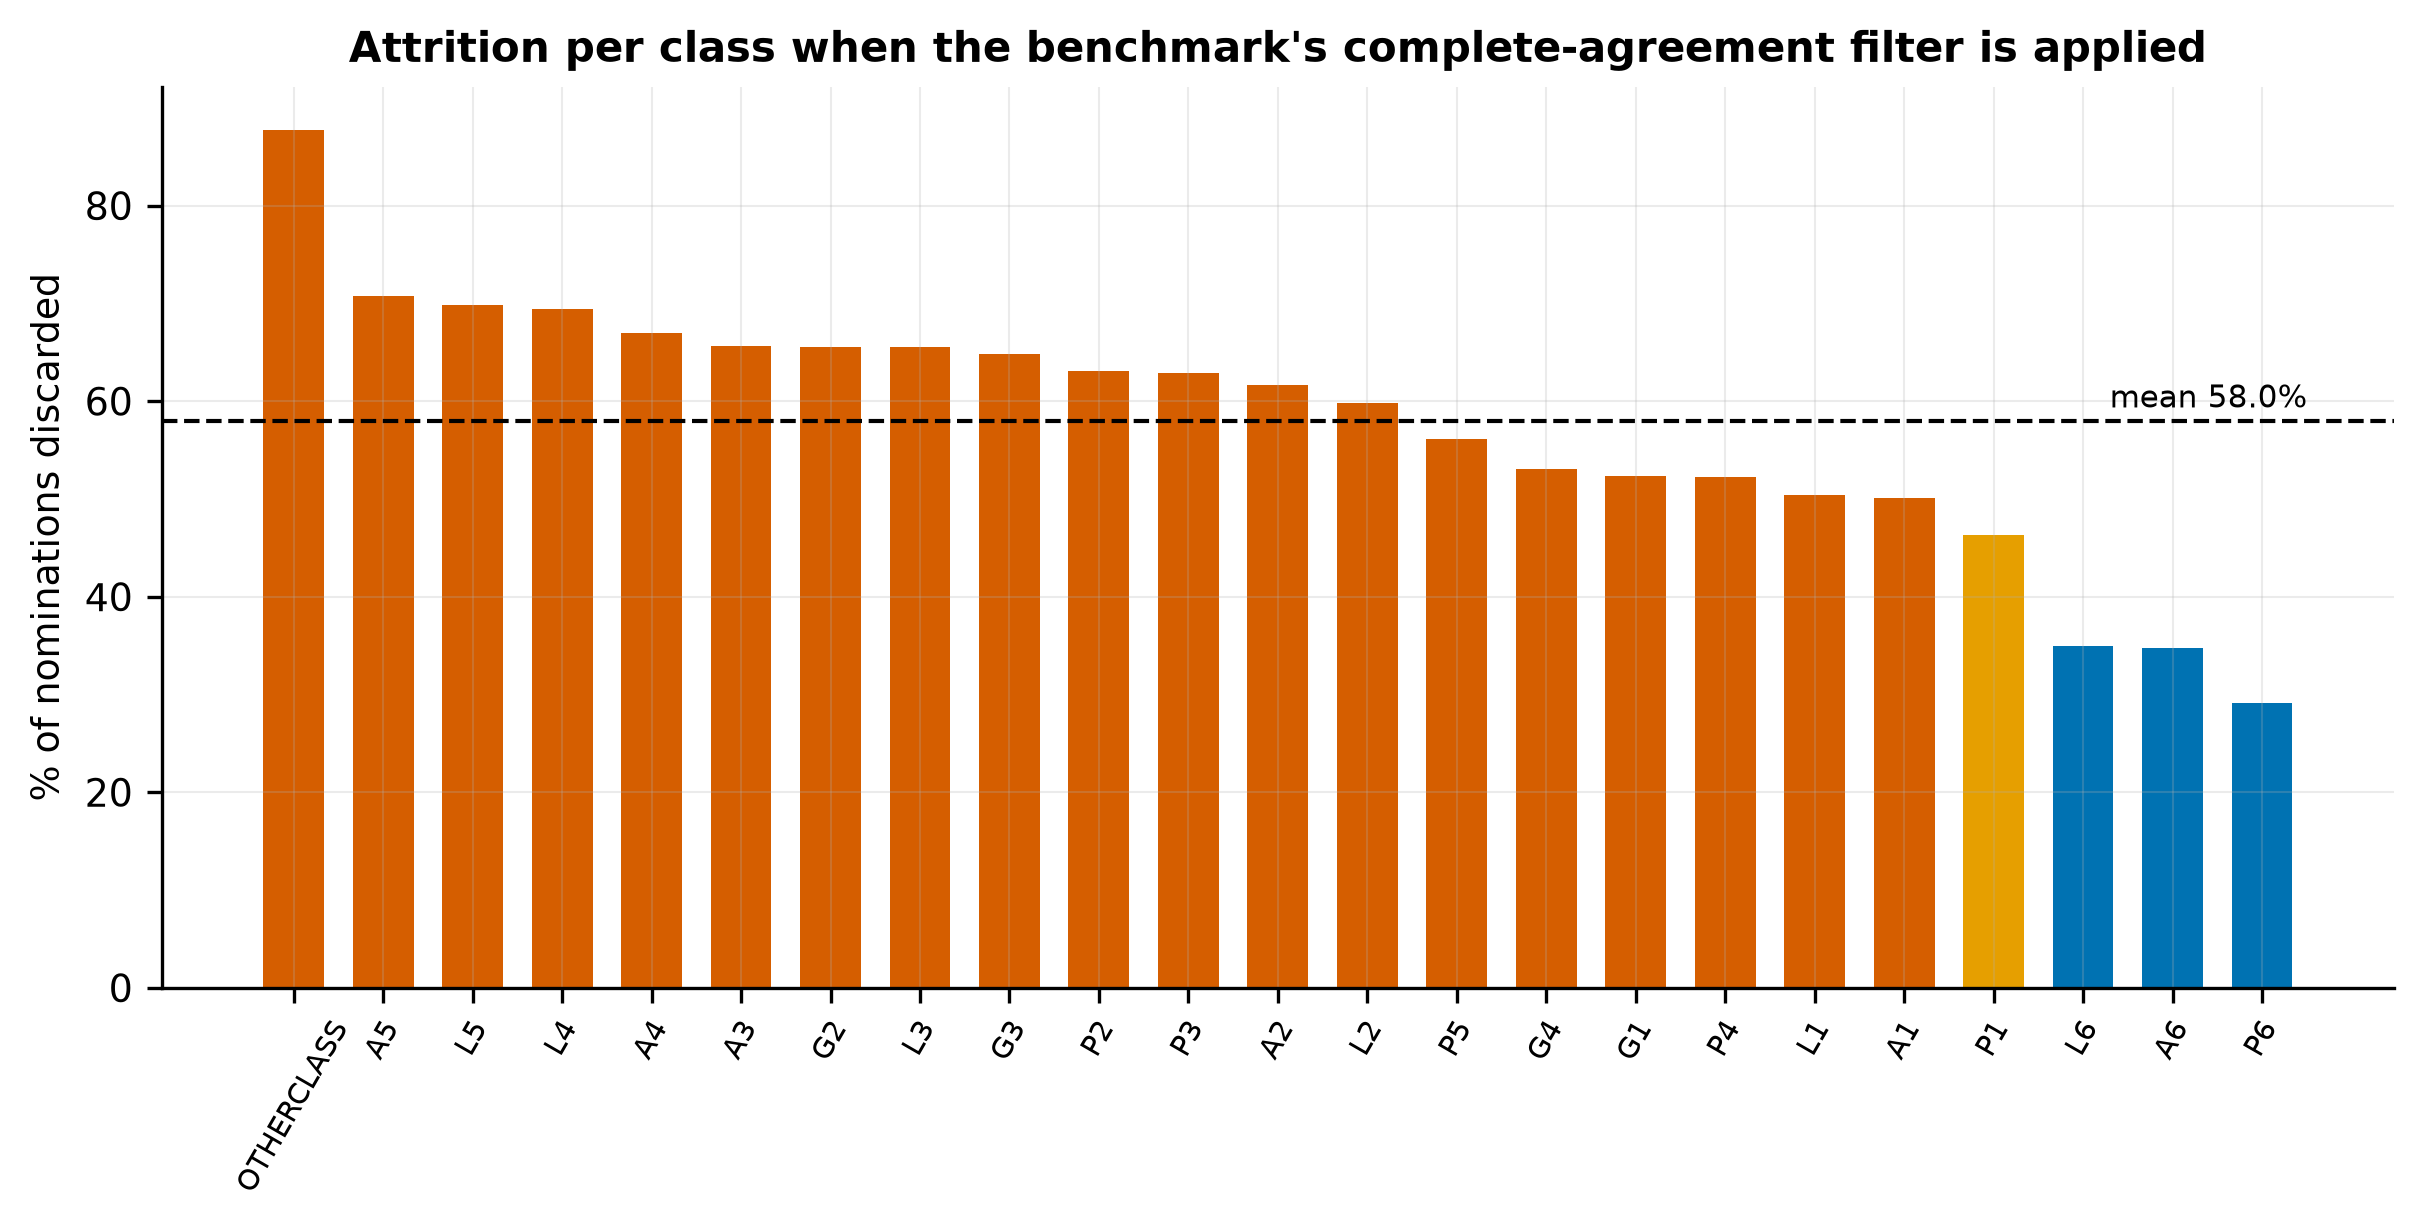 Attrition per class when the benchmark's complete-agreement filter is applied
% of nominations discarded
80
60
40
20
0
mean 58.0%
OTHERCLASS
A5
L5
L4
A4
A3
G2
L3
G3
P2
P3
A2
L2
P5
G4
G1
P4
L1
A1
P1
L6
A6
P6